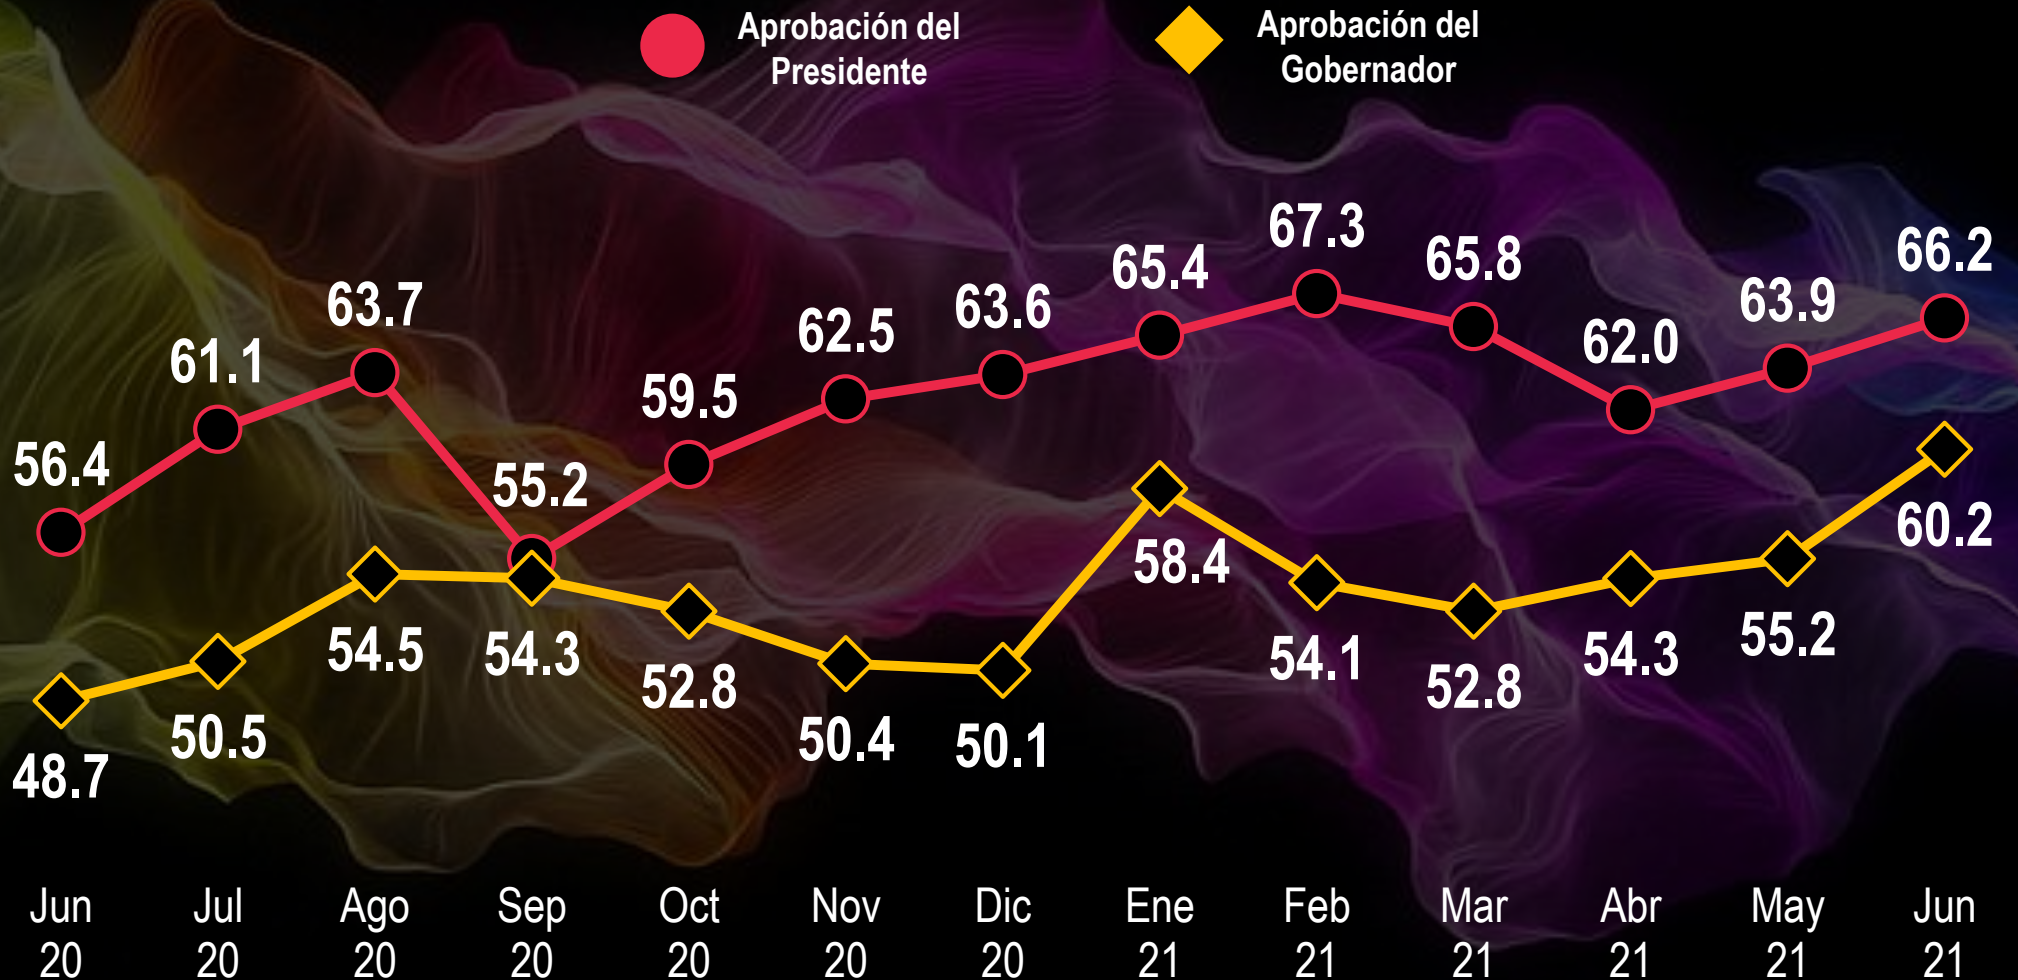 Aprobación del
Presidente
Aprobación del
Gobernador
56.4
61.1
63.7
55.2
59.5
62.5
63.6
65.4
67.3
65.8
62.0
63.9
66.2
48.7
50.5
54.5
54.3
52.8
50.4
50.1
58.4
54.1
52.8
54.3
55.2
60.2
Jun
20
Jul
20
Ago
20
Sep
20
Oct
20
Nov
20
Dic
20
Ene
21
Feb
21
Mar
21
Abr
21
May
21
Jun
21